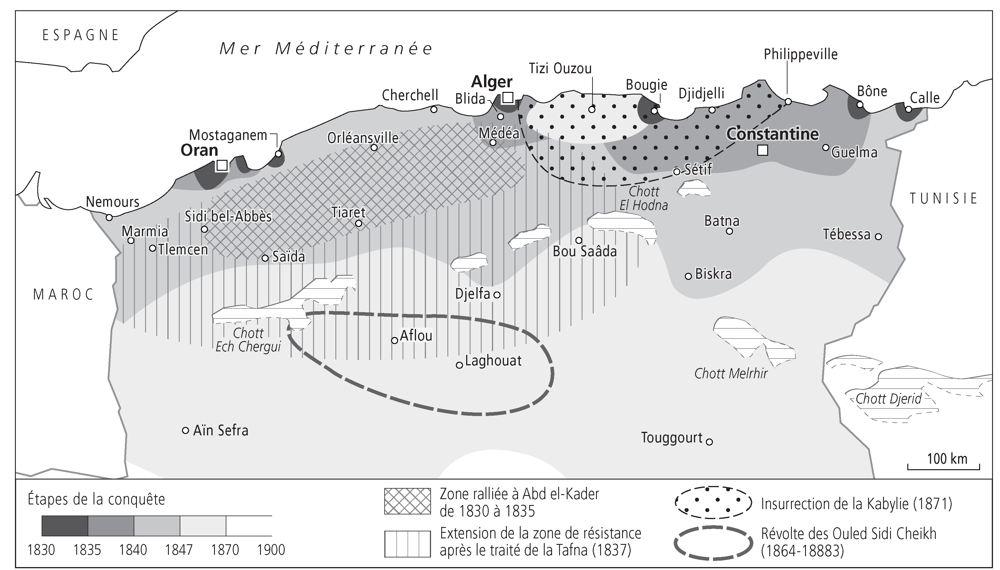 ESPAGNE
Mer Méditerranée
Philippeville
Tizi Ouzou
Alger
Bougie
Djidjelli
Bône
Calle
Cherchell
Blida
Mostaganem
Oran
Orléansville
Médéa
Constantine
Guelma
Sétif
Chott
El Hodna
TUNISIE
Nemours
Sidi bel-Abbès
Tiaret
Batna
Marmia
Tébessa
Tlemcen
Saïda
Bou Saâda
Biskra
MAROC
Djelfa
Chott
Ech Chergui
Aflou
Laghouat
Chott Melrhir
Chott Djerid
Aïn Sefra
Touggourt
100 km
Étapes de la conquête
1830 1835 1840 1847 1870 1900
Zone ralliée à Abd el-Kader
de 1830 à 1835
Extension de la zone de résistance
après le traité de la Tafna (1837)
Insurrection de la Kabylie (1871)
Révolte des Ouled Sidi Cheikh
(1864-18883)